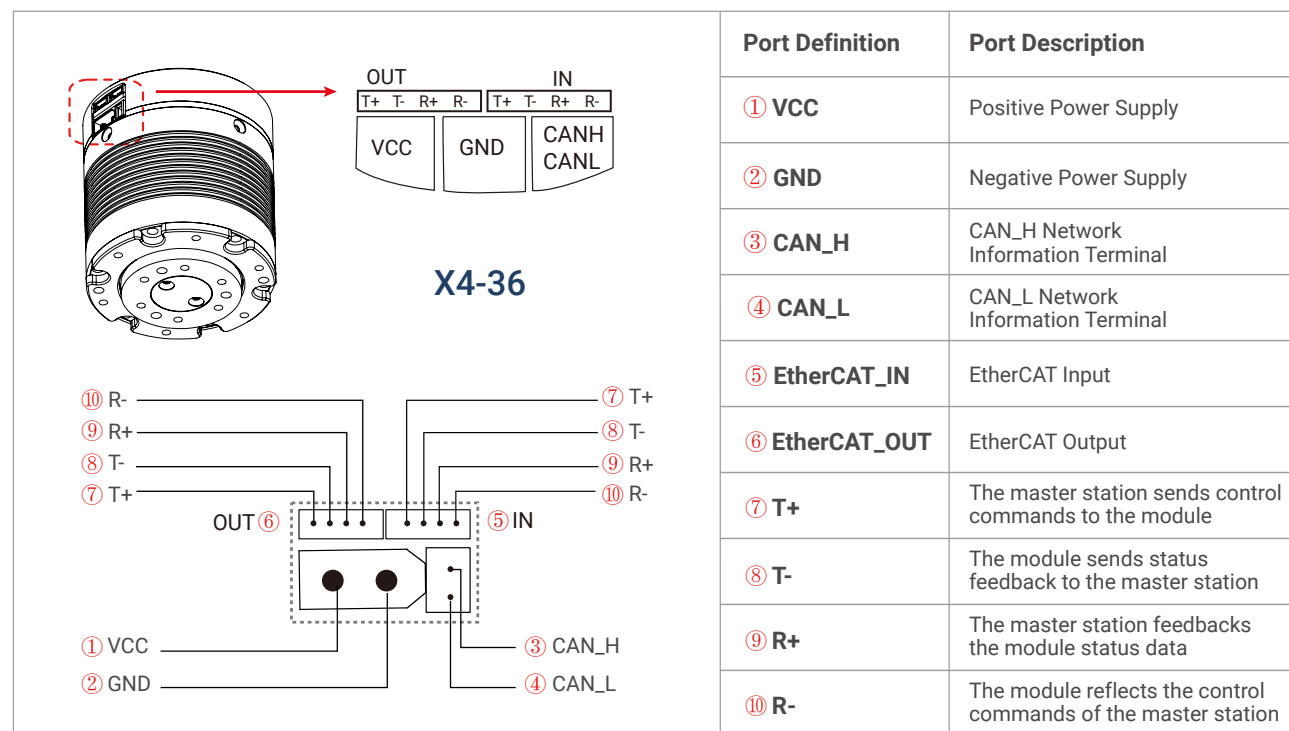 OUT IN
T+ T- R+ R- T+ T- R+ R-
VCC GND CANH
CANL
X4-36
⑩ R-
⑨ R+
⑧ T-
⑦ T+
⑦ T+
⑧ T-
⑨ R+
⑩ R-
OUT ⑥
⑤ IN
① VCC
② GND
③ CAN_H
④ CAN_L
Port Definition Port Description
① VCC Positive Power Supply
② GND Negative Power Supply
③ CAN_H CAN_H Network
Information Terminal
④ CAN_L CAN_L Network
Information Terminal
⑤ EtherCAT_IN EtherCAT Input
⑥ EtherCAT_OUT EtherCAT Output
⑦ T+ The master station sends control
commands to the module
⑧ T- The module sends status
feedback to the master station
⑨ R+ The master station feedbacks
the module status data
⑩ R- The module reflects the control
commands of the master station